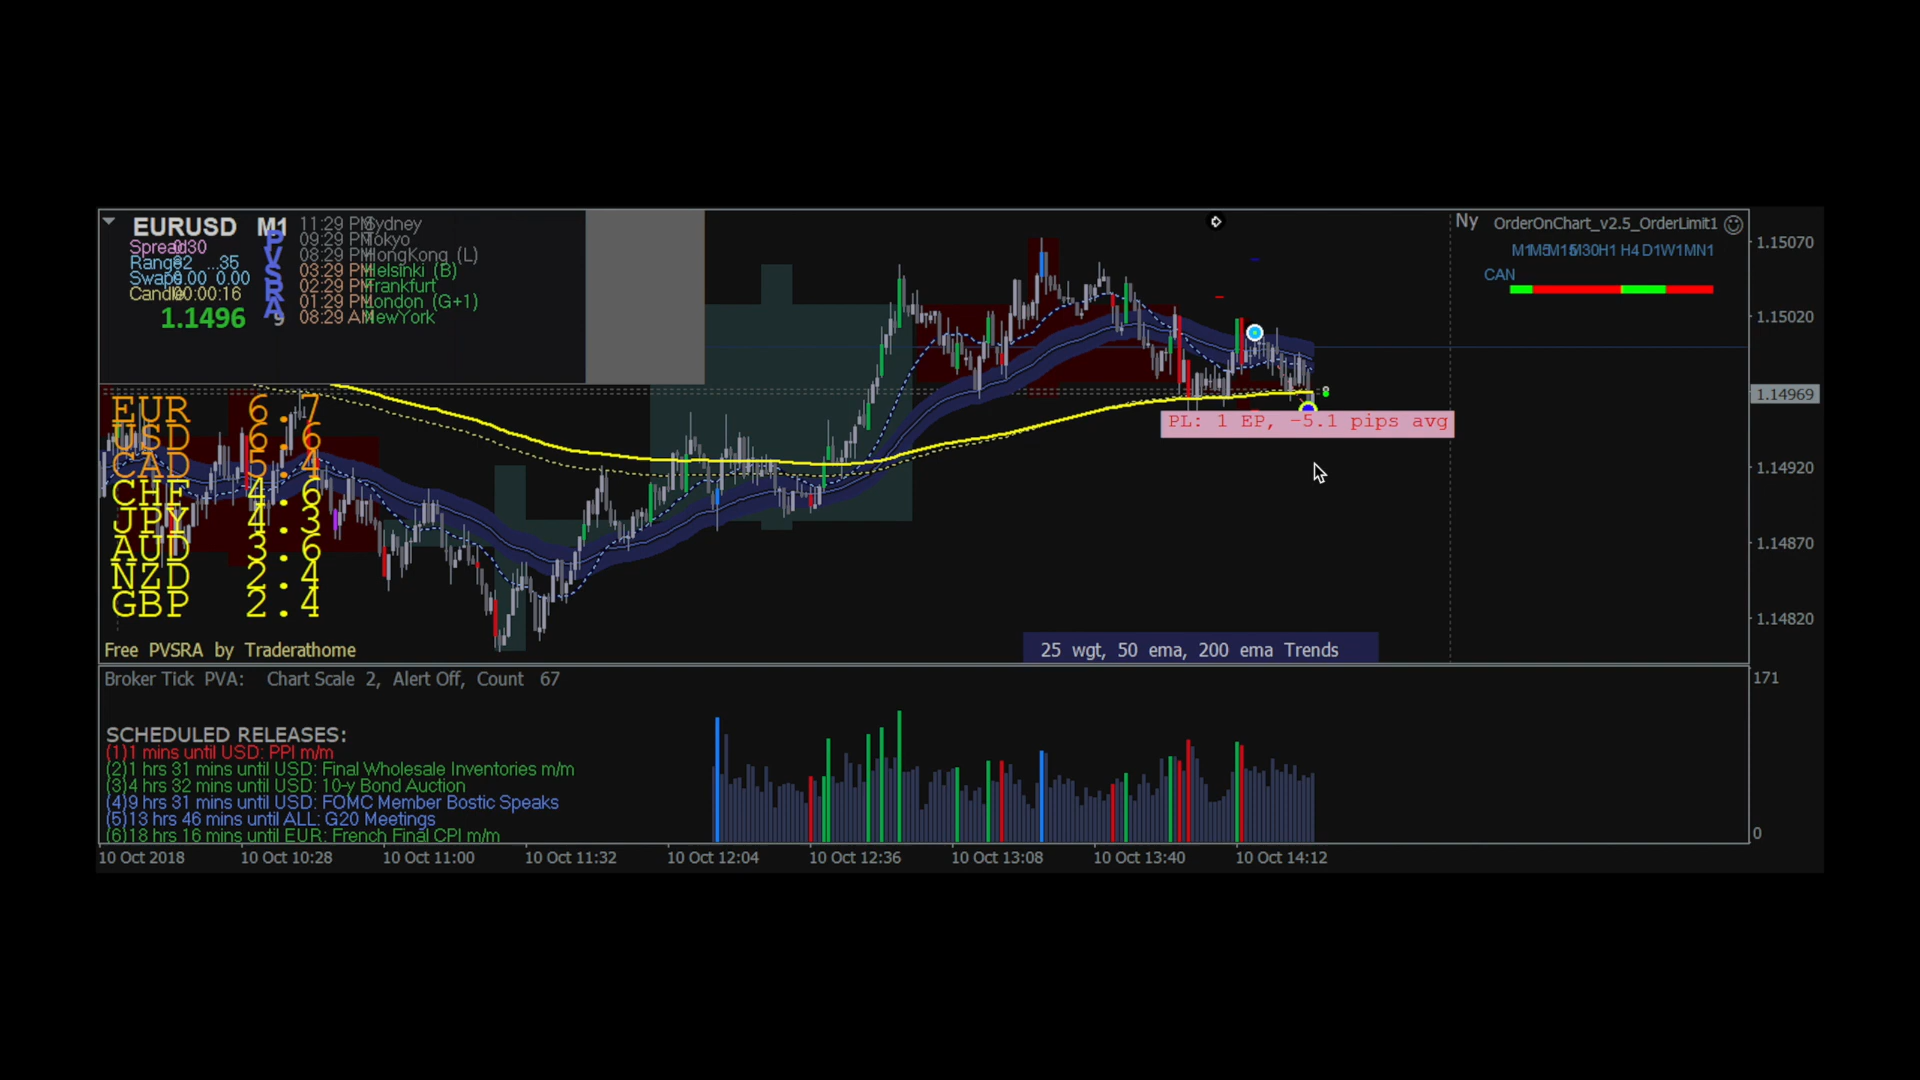 EURUSD M1
Spread 0.30
Range 82 ...35
Swaps 0.00 0.00
Candle 00:00:16
1.1496 9
PVSRA
11:29 PM Sydney
09:29 PM Tokyo
08:29 PM HongKong (L)
03:29 PM Helsinki (B)
02:29 PM Frankfurt
01:29 PM London (G+1)
08:29 AM NewYork
Ny
OrderOnChart_v2.5_OrderLimit1
M1 M5 M15 M30 H1 H4 D1 W1 MN1
CAN
1.15070
1.15020
1.14969
1.14920
1.14870
1.14820
EUR 6.7
USD 6.6
CAD 5.4
CHF 4.6
JPY 4.3
AUD 3.6
NZD 2.4
GBP 2.4
PL: 1 EP, -5.1 pips avg
Free PVSRA by Traderathome
25 wgt, 50 ema, 200 ema Trends
Broker Tick PVA: Chart Scale 2, Alert Off, Count 67
171
SCHEDULED RELEASES:
(1)1 mins until USD: PPI m/m
(2)1 hrs 31 mins until USD: Final Wholesale Inventories m/m
(3)4 hrs 32 mins until USD: 10-y Bond Auction
(4)9 hrs 31 mins until USD: FOMC Member Bostic Speaks
(5)13 hrs 46 mins until ALL: G20 Meetings
(6)18 hrs 16 mins until EUR: French Final CPI m/m
0
10 Oct 2018
10 Oct 10:28
10 Oct 11:00
10 Oct 11:32
10 Oct 12:04
10 Oct 12:36
10 Oct 13:08
10 Oct 13:40
10 Oct 14:12